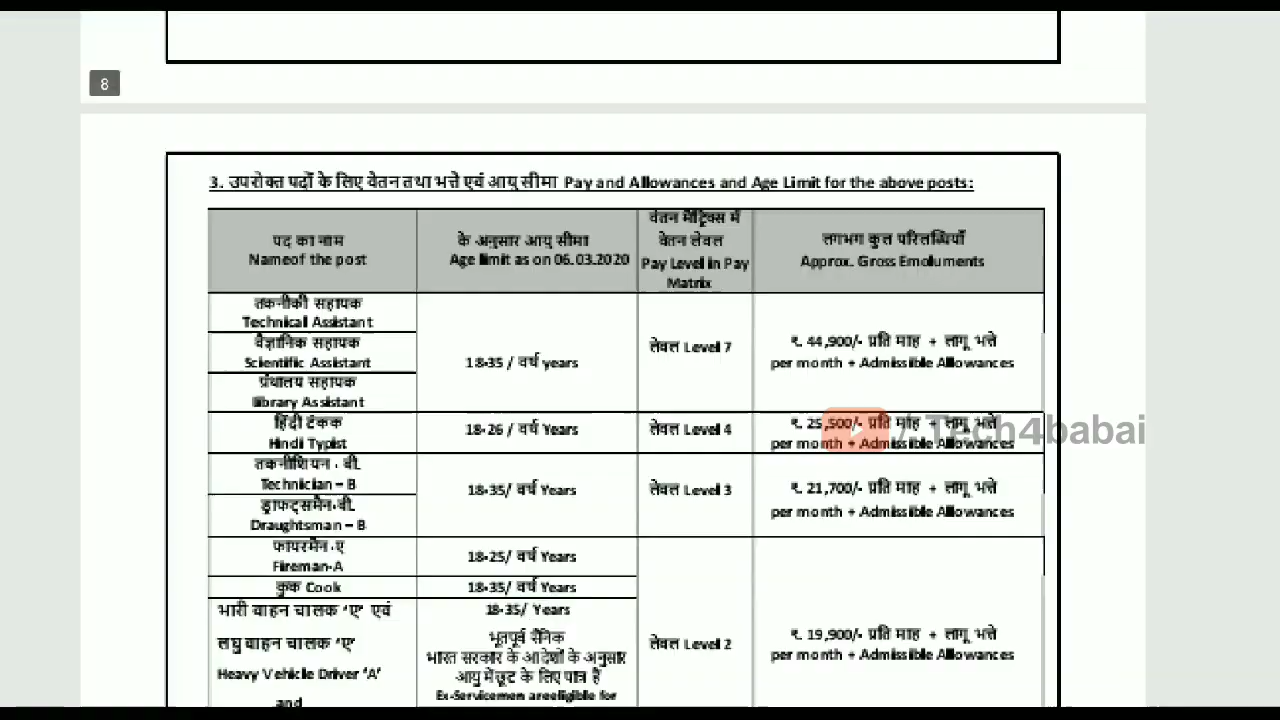 8
3. उपरोक्त पदों के लिए वेतन तथा भत्ते एवं आयु सीमा Pay and Allowances and Age Limit for the above posts:
पद का नाम
Nameof the post
के अनुसार आयु सीमा
Age limit as on 06.03.2020
वेतन मैट्रिक्स में
वेतन लेवल
Pay Level in Pay
Matrix
लगभग कुल परिलब्धियाँ
Approx. Gross Emoluments
तकनीकी सहायक
Technical Assistant
वैज्ञानिक सहायक
Scientific Assistant
ग्रंथालय सहायक
Library Assistant
18-35 / वर्ष years
लेवल Level 7
रु. 44,900/- प्रति माह + लागू भत्ते
per month + Admissible Allowances
हिंदी टंकक
Hindi Typist
18-26 / वर्ष Years
लेवल Level 4
रु. 25,500/- प्रति माह + लागू भत्ते
per month + Admissible Allowances
/ Tech4babai
तकनीशियन - बी
Technician – B
ड्राफ्ट्समैन-बी
Draughtsman – B
18-35/ वर्ष Years
लेवल Level 3
रु. 21,700/- प्रति माह + लागू भत्ते
per month + Admissible Allowances
फायरमैन-ए
Fireman-A
18-25/ वर्ष Years
कुक Cook
18-35/ वर्ष Years
भारी वाहन चालक ‘ए’ एवं
लघु वाहन चालक ‘ए’
Heavy Vehicle Driver ‘A’
and
18-35/ Years
भूतपूर्व सैनिक
भारत सरकार के आदेशों के अनुसार
आयु में छूट के लिए पात्र हैं
Ex-Servicemen areeligible for
लेवल Level 2
रु. 19,900/- प्रति माह + लागू भत्ते
per month + Admissible Allowances